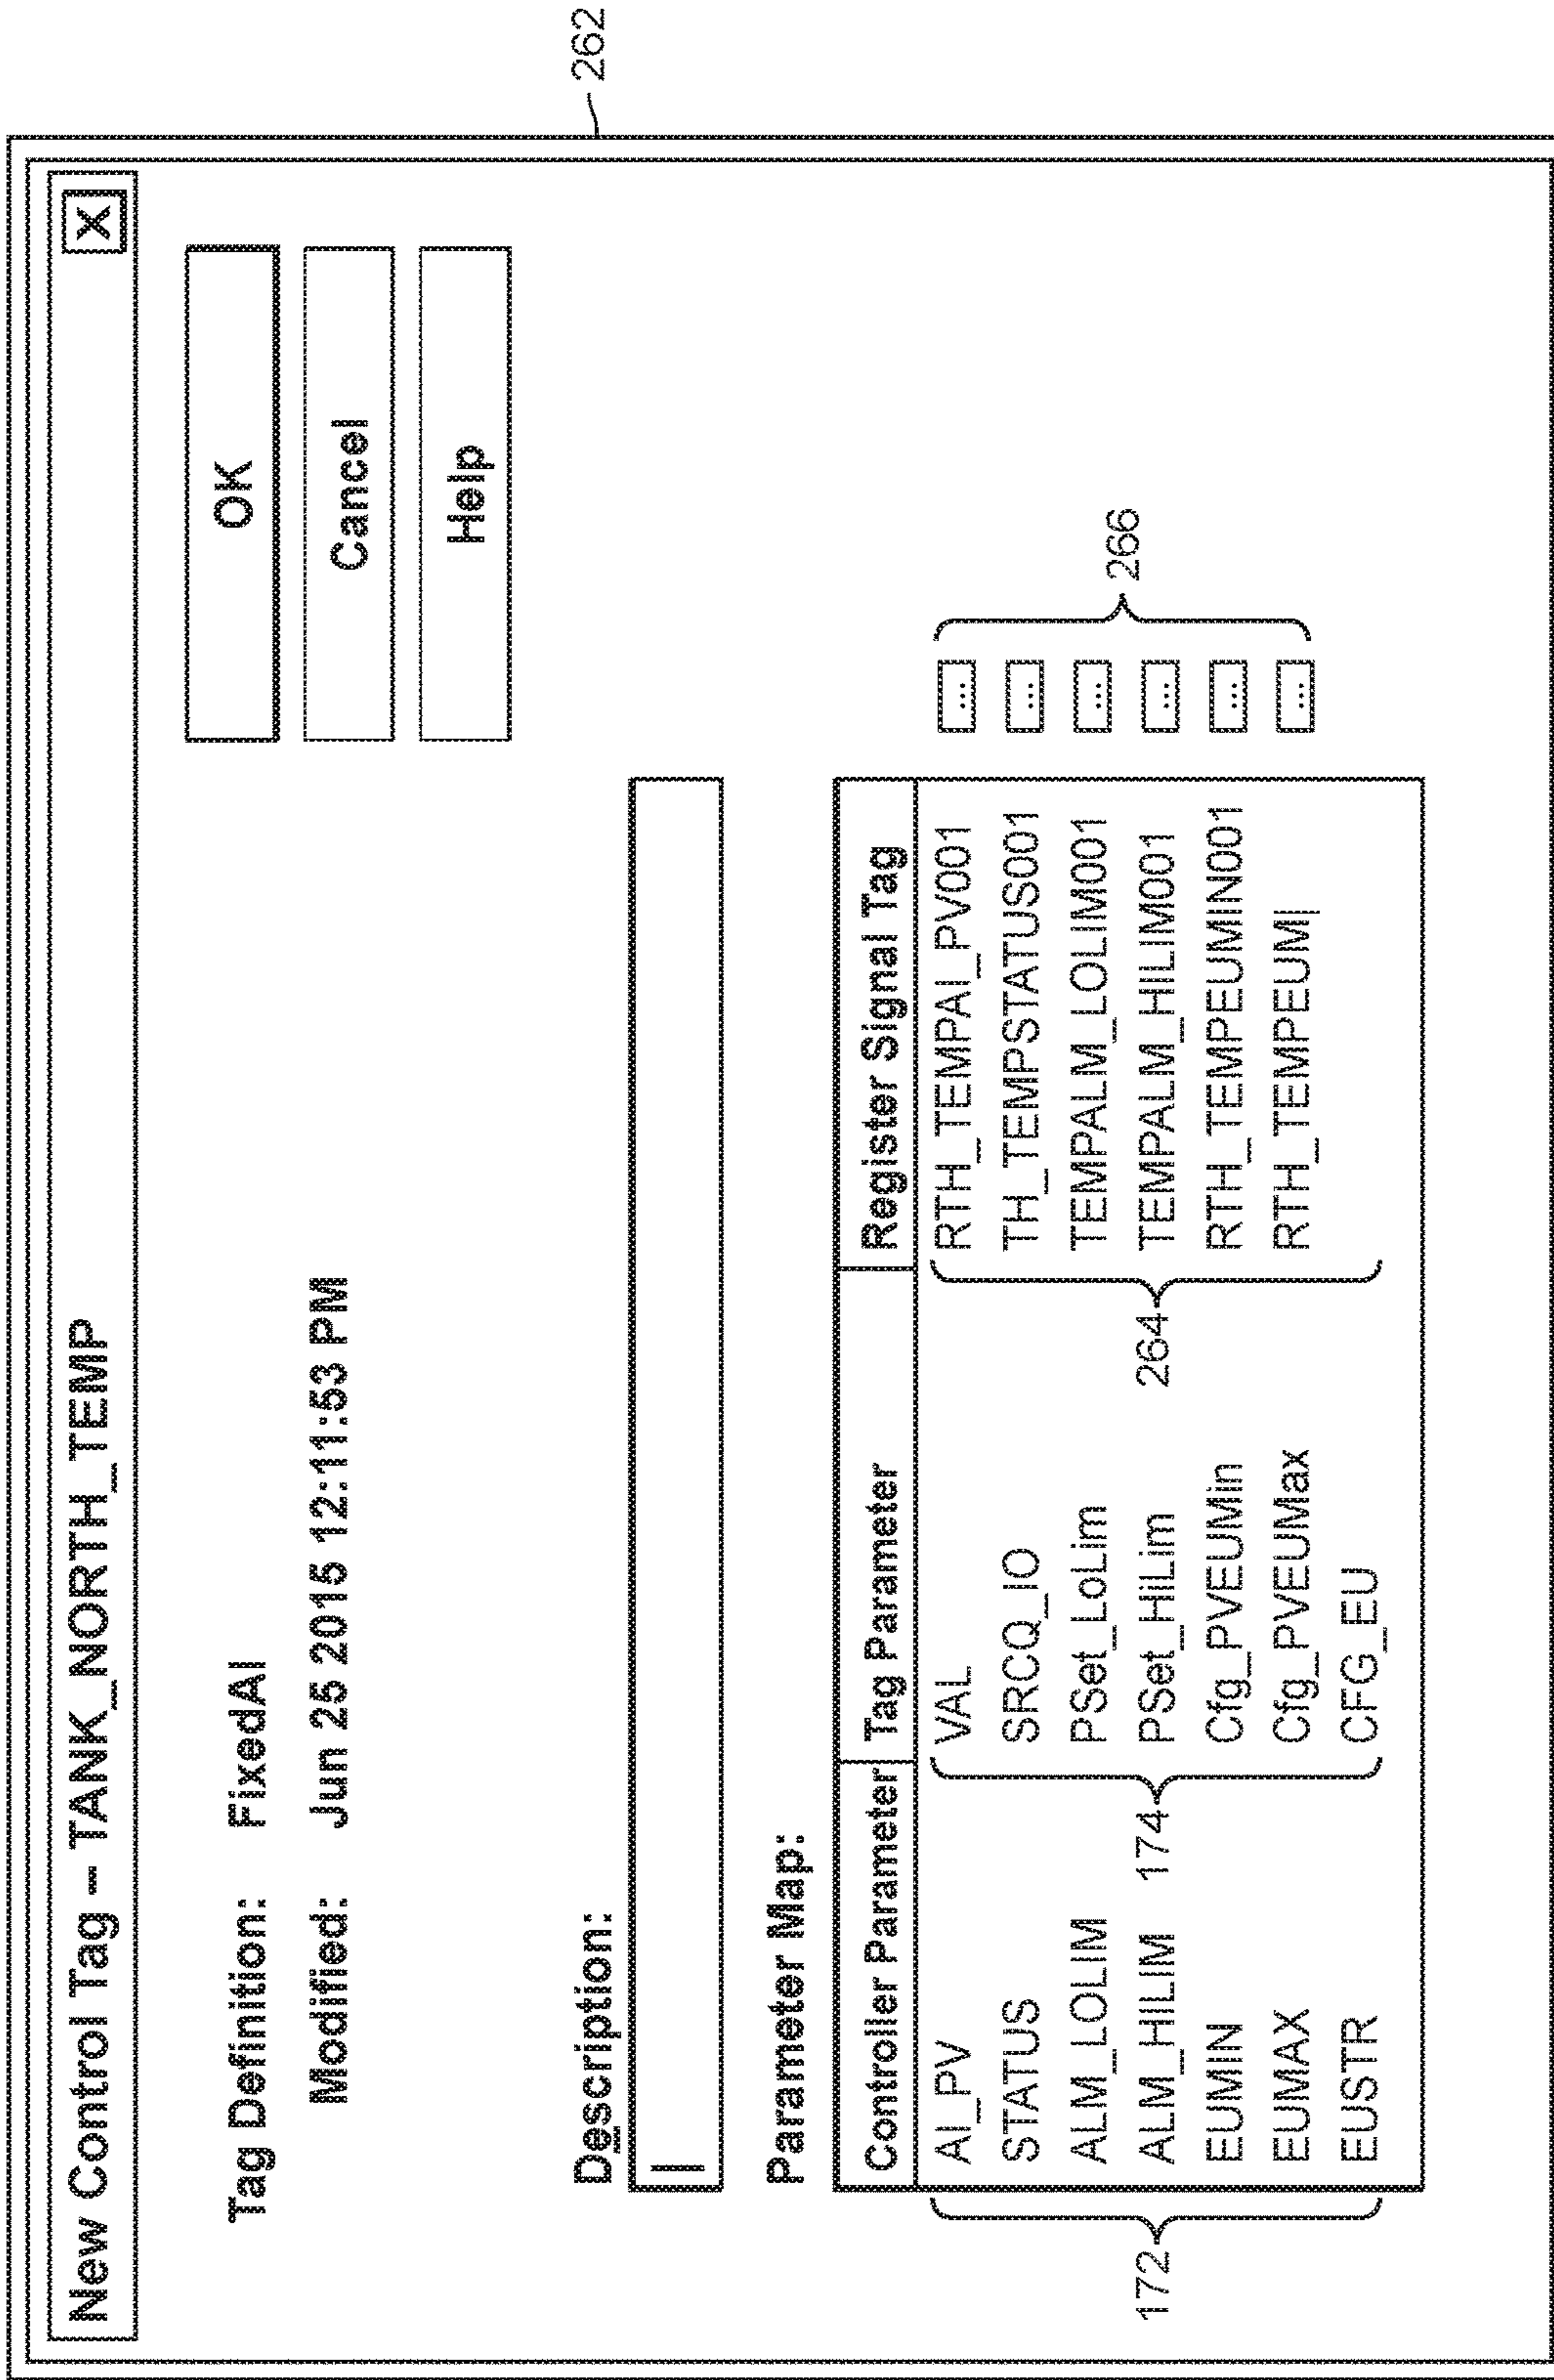 New Control Tag – TANK_NORTH_TEMP X
262
Tag Definition: FixedAI
Modified: Jun 25 2015 12:11:53 PM
OK
Cancel
Help
Description:
Parameter Map:
Controller Parameter Tag Parameter Register Signal Tag
AI_PV VAL RTH_TEMPAI_PV001 ...
STATUS SRCQ_IO TH_TEMPSTATUS001 ...
ALM_LOLIM PSet_LoLim TEMPALM_LOLIM001 ...
ALM_HILIM PSet_HiLim TEMPALM_HILIM001 ...
EUMIN Cfg_PVEUMin RTH_TEMPEUMIN001 ...
EUMAX Cfg_PVEUMax RTH_TEMPEUM ...
EUSTR CFG_EU
172 174 264 266